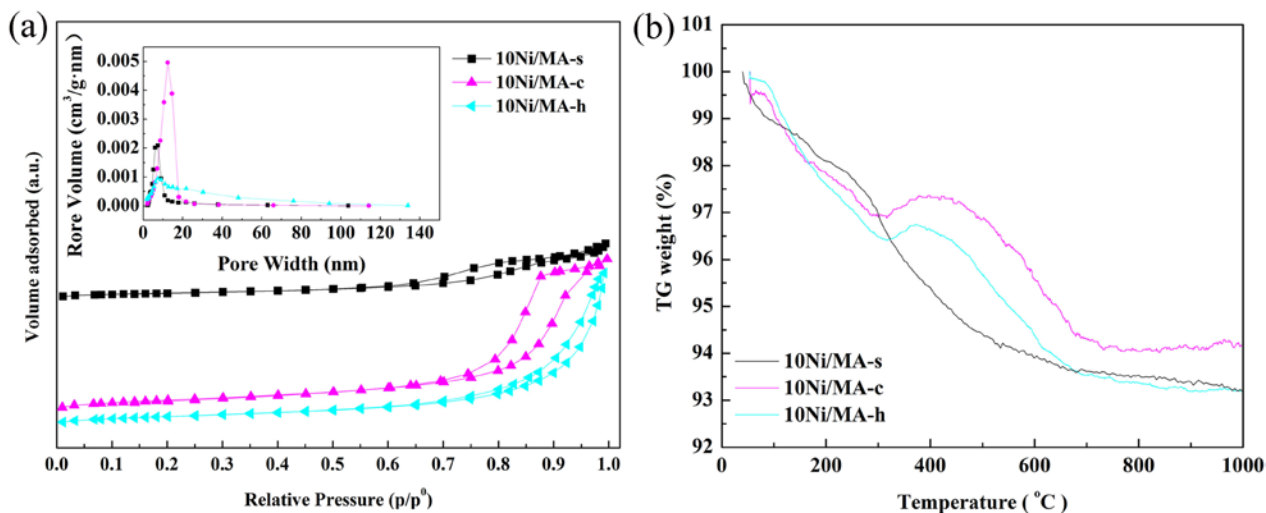 (a)
Rore Volume (cm³/g·nm)
0.005
0.004
0.003
0.002
0.001
0.000
0 20 40 60 80 100 120 140
Pore Width (nm)
10Ni/MA-s
10Ni/MA-c
10Ni/MA-h
Volume adsorbed (a.u.)
0.0 0.1 0.2 0.3 0.4 0.5 0.6 0.7 0.8 0.9 1.0
Relative Pressure (p/p⁰)
(b)
TG weight (%)
101
100
99
98
97
96
95
94
93
92
10Ni/MA-s
10Ni/MA-c
10Ni/MA-h
200 400 600 800 1000
Temperature ( °C)